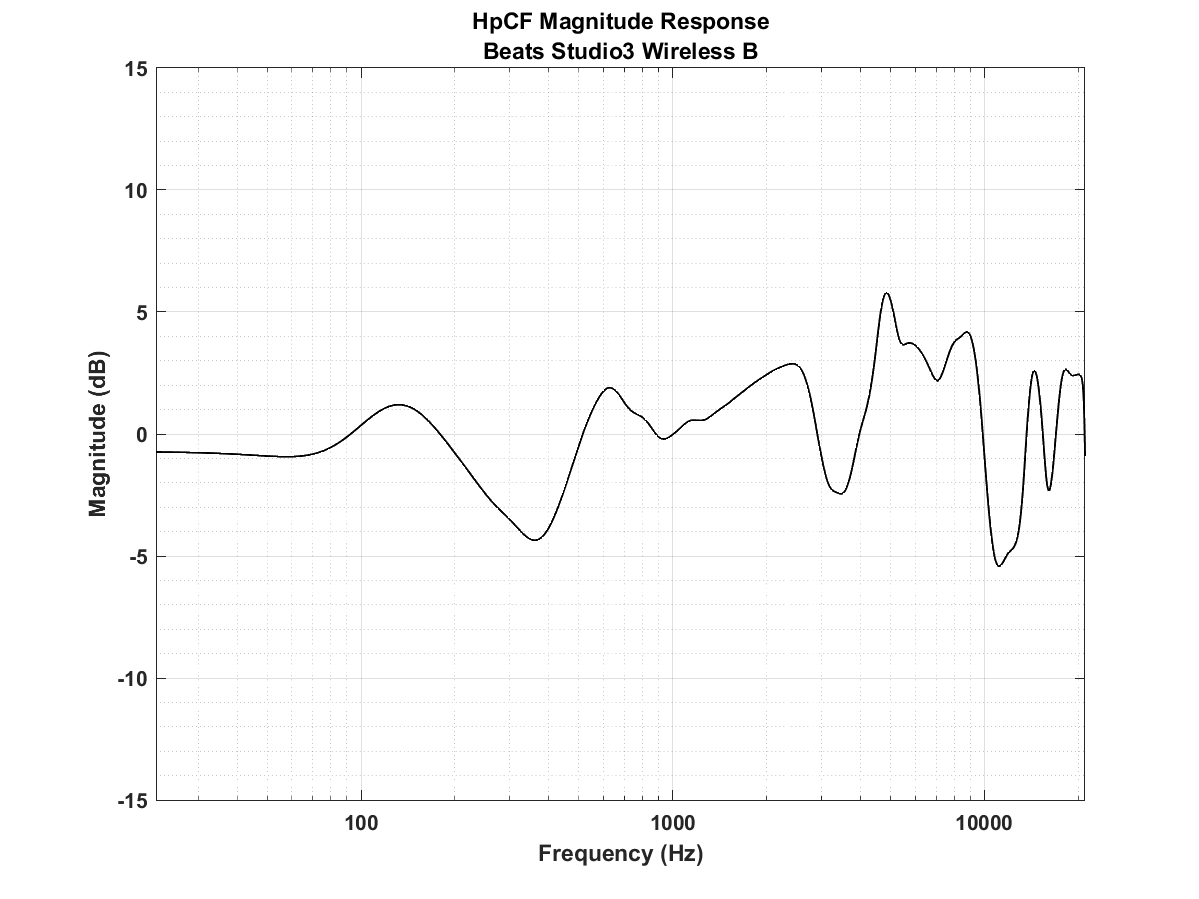 HpCF Magnitude Response
Beats Studio3 Wireless B
15
10
5
0
-5
-10
-15
Magnitude (dB)
100 1000 10000
Frequency (Hz)